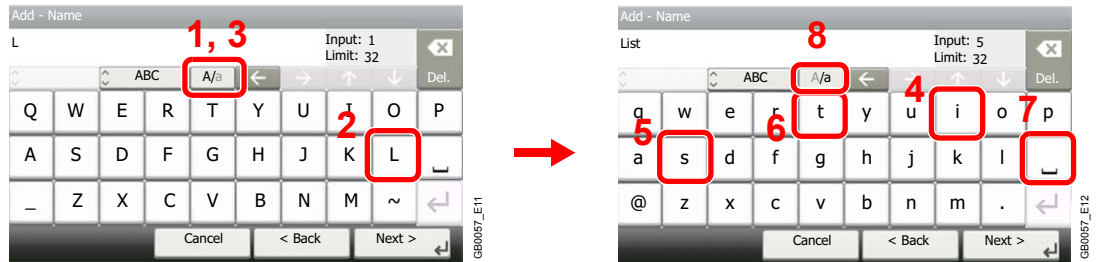 Add - Name
L
1, 3
Input: 1
Limit: 32
ABC
A/a
Del.
Q W E R T Y U I O P
2
A S D F G H J K L
_ Z X C V B N M ~
Cancel
< Back
Next >
GB0057_E11
Add - Name
List
8
Input: 5
Limit: 32
ABC
A/a
Del.
4
7
q w e r t y u i o p
5
6
a s d f g h j k l
@ z x c v b n m .
Cancel
< Back
Next >
GB0057_E12